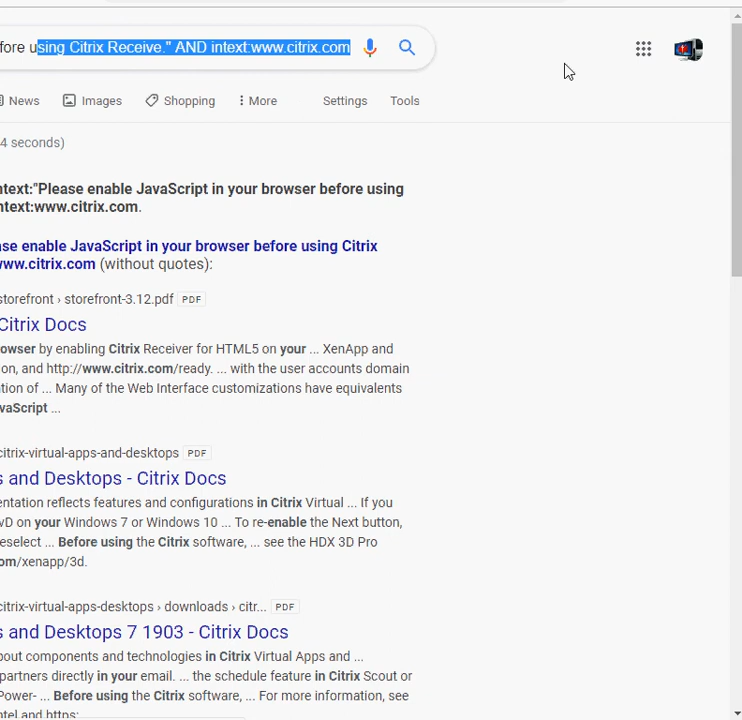 fore using Citrix Receive." AND intext:www.citrix.com
News Images Shopping More Settings Tools
4 seconds)
ntext:"Please enable JavaScript in your browser before using
ntext:www.citrix.com.
ase enable JavaScript in your browser before using Citrix
www.citrix.com (without quotes):
storefront › storefront-3.12.pdf PDF
Citrix Docs
owser by enabling Citrix Receiver for HTML5 on your ... XenApp and
on, and http://www.citrix.com/ready. ... with the user accounts domain
ntion of ... Many of the Web Interface customizations have equivalents
vaScript ...
citrix-virtual-apps-and-desktops PDF
s and Desktops - Citrix Docs
entation reflects features and configurations in Citrix Virtual ... If you
vD on your Windows 7 or Windows 10 ... To re-enable the Next button,
eselect ... Before using the Citrix software, ... see the HDX 3D Pro
om/xenapp/3d.
citrix-virtual-apps-desktops › downloads › citr... PDF
s and Desktops 7 1903 - Citrix Docs
bout components and technologies in Citrix Virtual Apps and ...
partners directly in your email. ... the schedule feature in Citrix Scout or
Power- ... Before using the Citrix software, ... For more information, see
ntel and https: